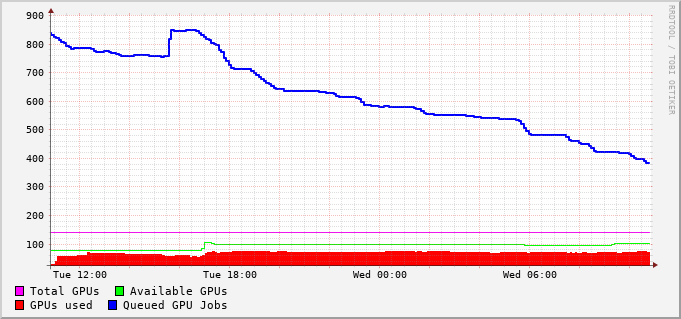 900
800
700
600
500
400
300
200
100
Tue 12:00 Tue 18:00 Wed 00:00 Wed 06:00
Total GPUs Available GPUs
GPUs used Queued GPU Jobs
RRDTOOL / TOBI OETIKER